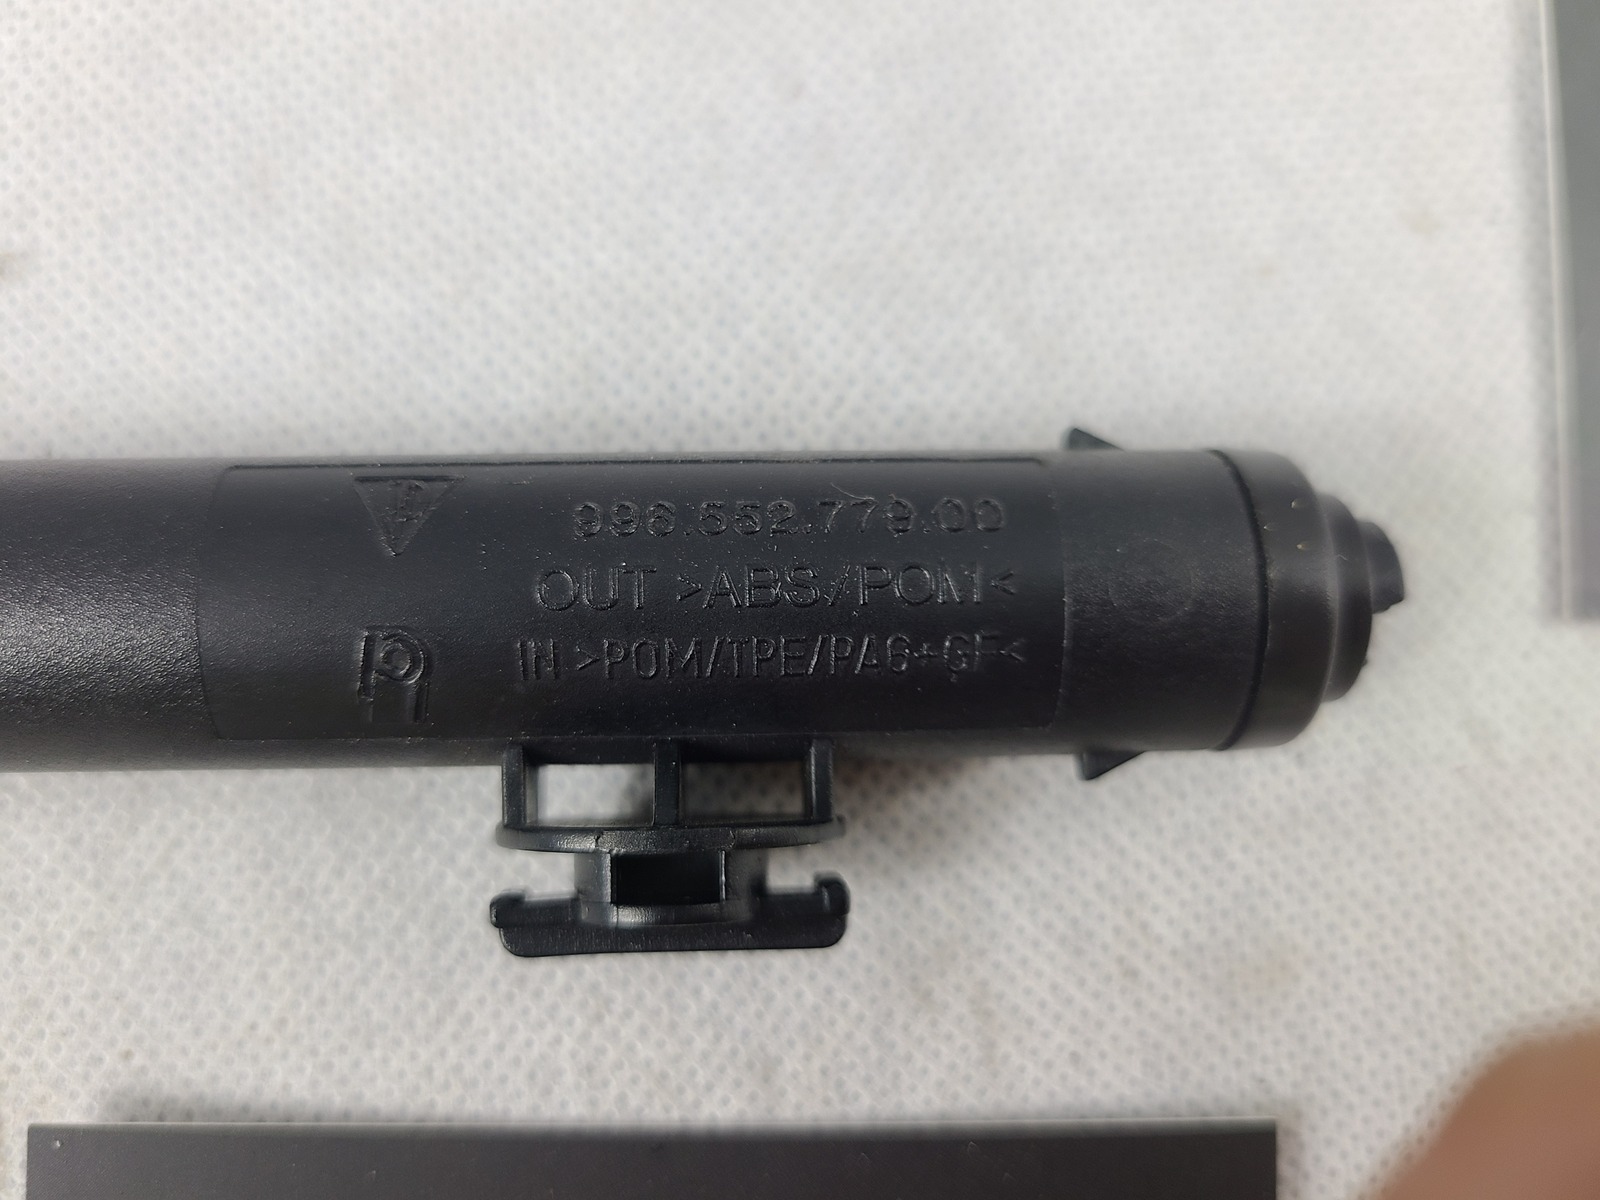 996.552.779.00
OUT >ABS/POM<
IN >POM/TPE/PA6+GF<